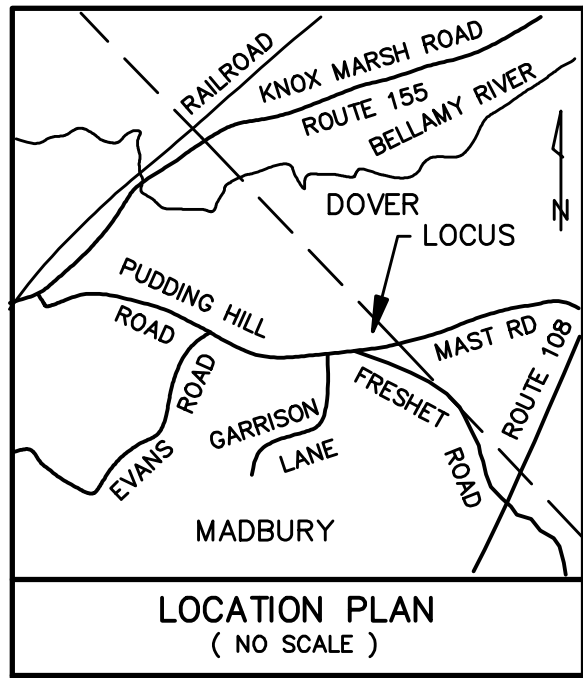 RAILROAD
KNOX MARSH ROAD
ROUTE 155
BELLAMY RIVER
DOVER
N
LOCUS
PUDDING HILL
ROAD
MAST RD
ROUTE 108
EVANS ROAD
GARRISON
LANE
FRESHET
ROAD
MADBURY
LOCATION PLAN
( NO SCALE )